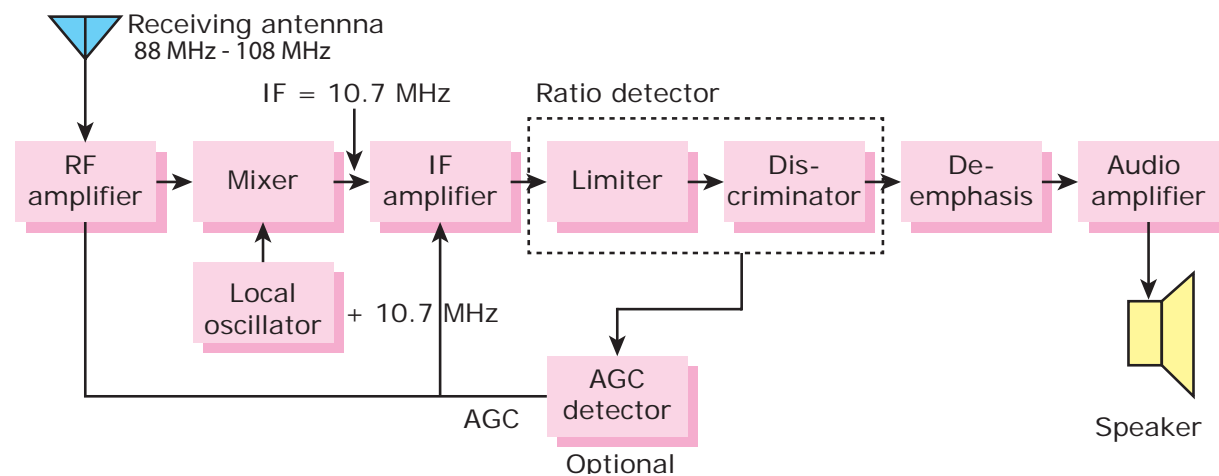 Receiving antennna
88 MHz - 108 MHz
IF = 10.7 MHz
Ratio detector
RF
amplifier
Mixer
IF
amplifier
Limiter
Dis-
criminator
De-
emphasis
Audio
amplifier
Local
oscillator
+ 10.7 MHz
AGC
detector
AGC
Optional
Speaker